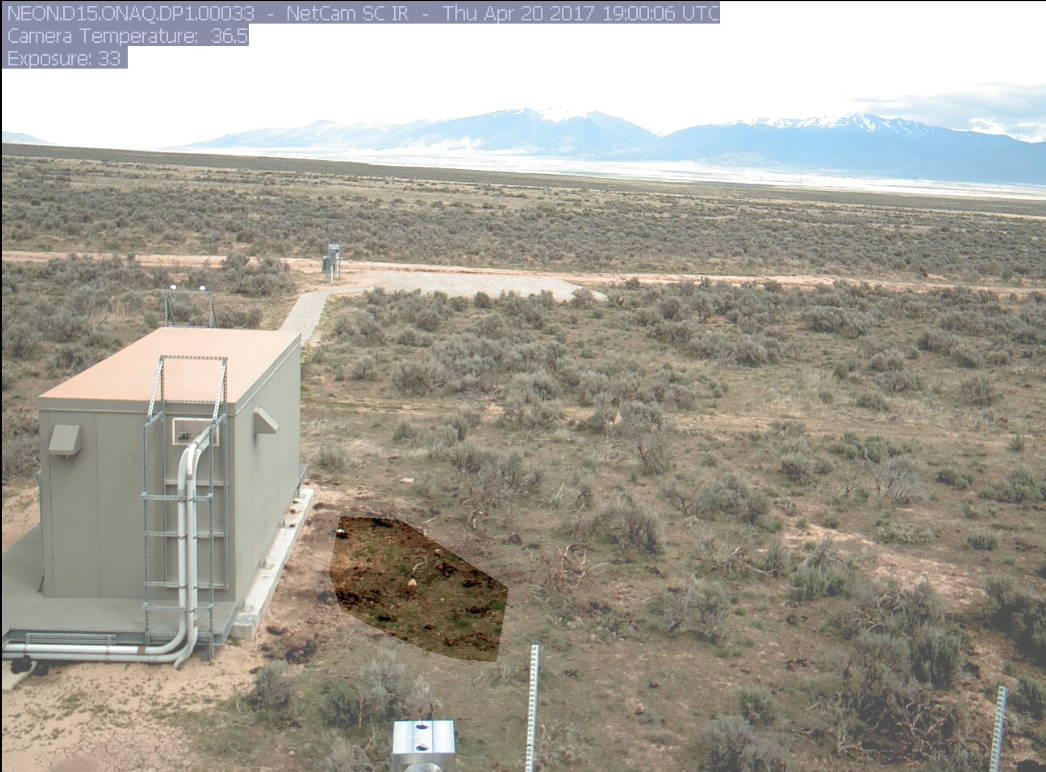 NEON.D15.ONAQ.DP1.00033 - NetCam SC IR - Thu Apr 20 2017 19:00:06 UTC
Camera Temperature: 36.5
Exposure: 33